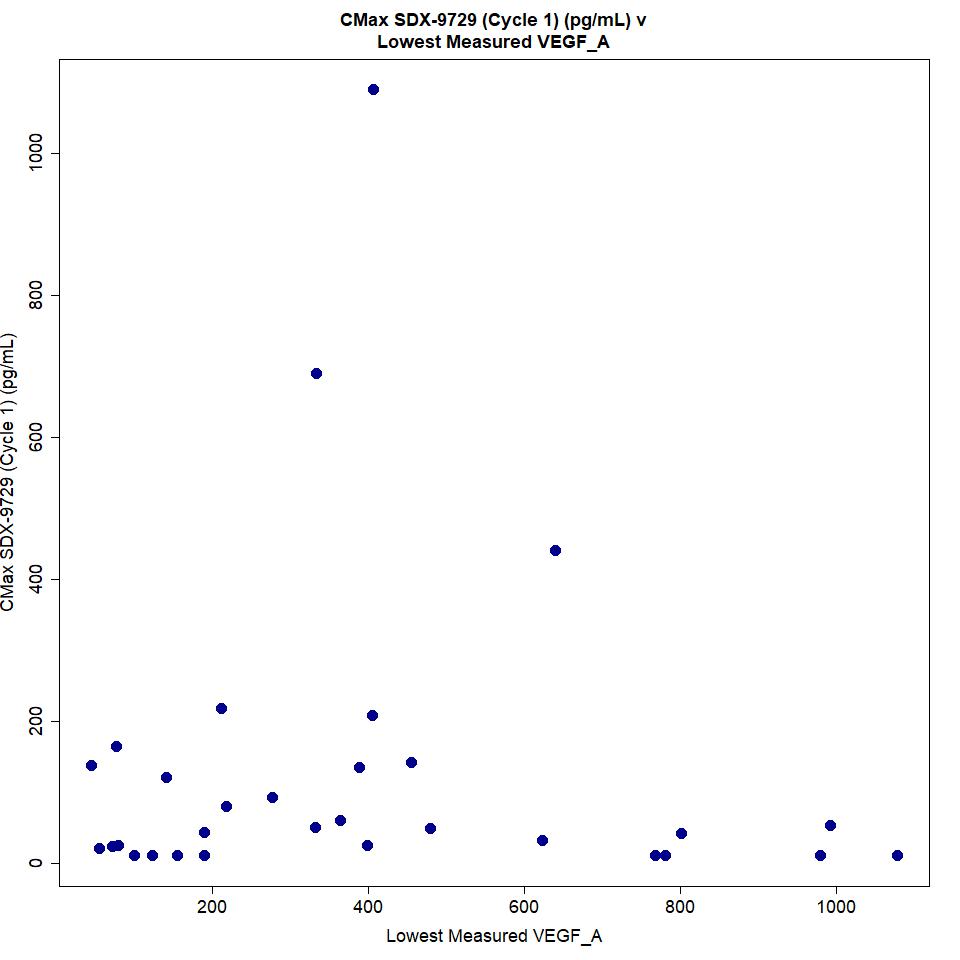 CMax SDX-9729 (Cycle 1) (pg/mL) v
Lowest Measured VEGF_A
CMax SDX-9729 (Cycle 1) (pg/mL)
1000
800
600
400
200
0
200 400 600 800 1000
Lowest Measured VEGF_A